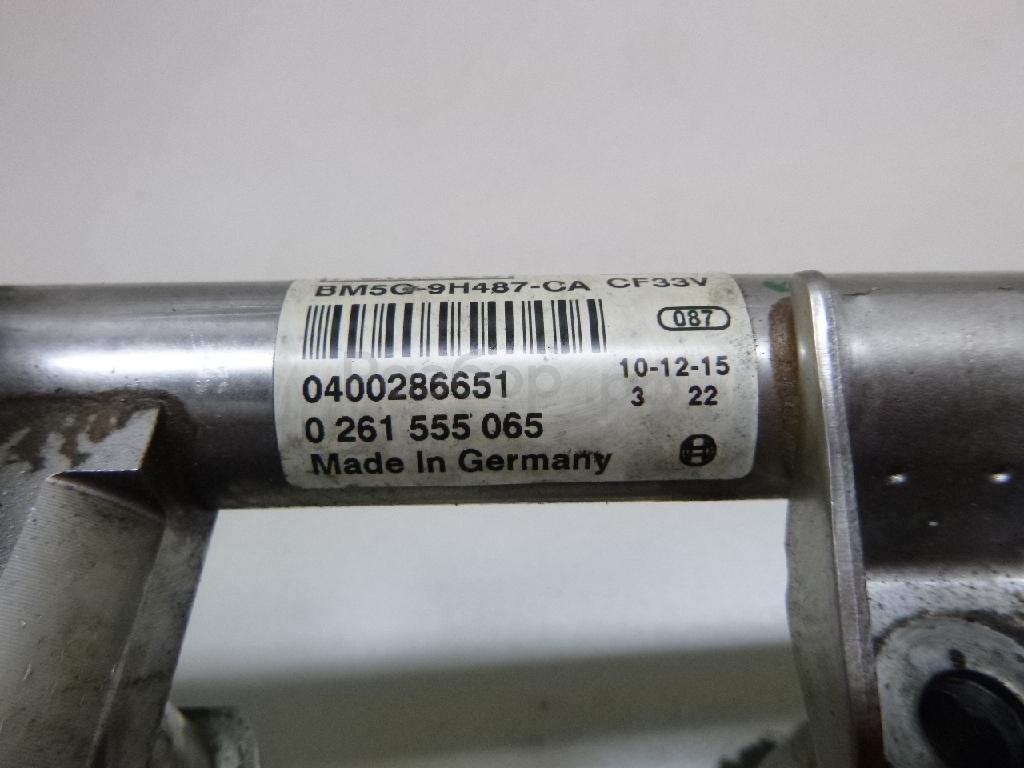 BM5G-9H487-CA CF33V
087
0400286651 10-12-15
0 261 555 065 3 22
Made In Germany